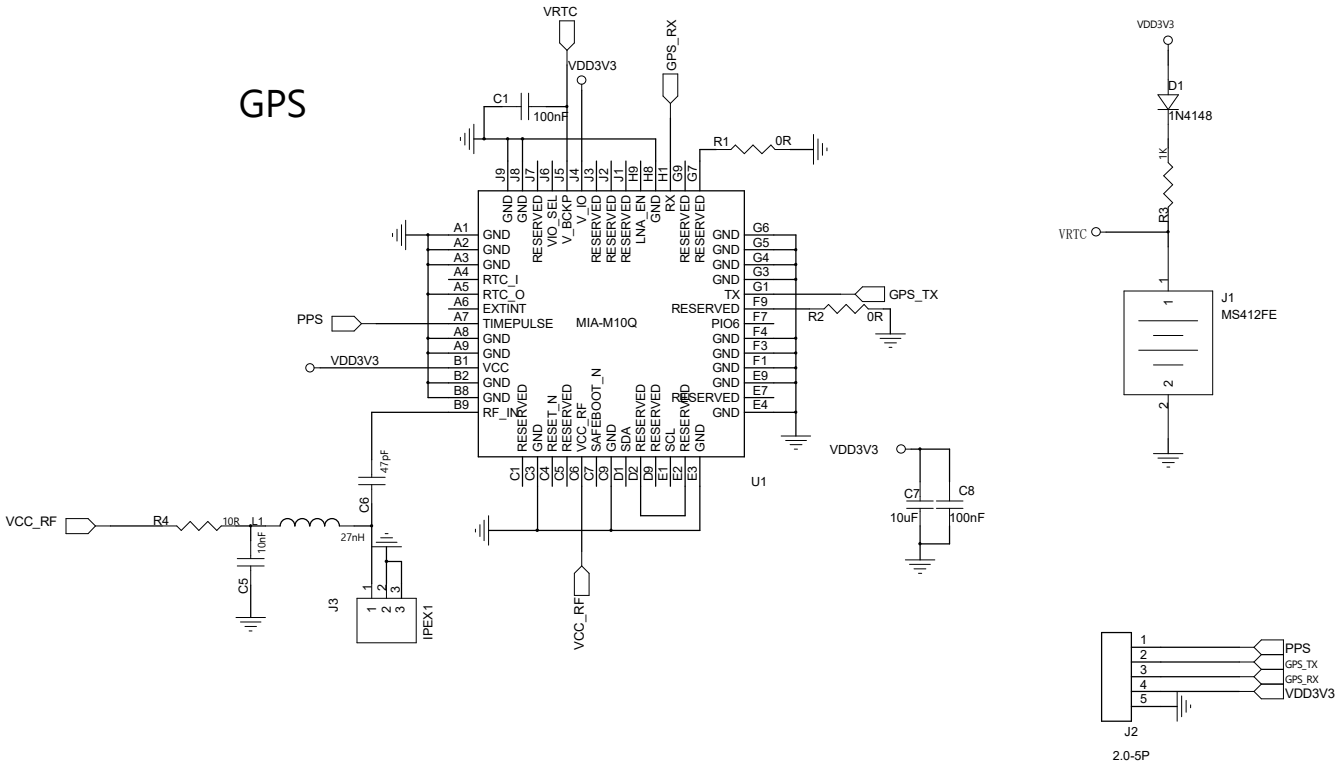 GPS
VRTC
VDD3V3
GPS_RX
C1
100nF
R1
0R
J9
J8
J7
J6
J5
J4
J3
J2
J1
H9
H8
H1
G9
G7
GND
GND
RESERVED
VIO_SEL
V_BCKP
V_IO
RESERVED
RESERVED
RESERVED
LNA_EN
GND
RX
RESERVED
RESERVED
A1 GND
A2 GND
A3 GND
A4 RTC_I
A5 RTC_O
A6 EXTINT
PPS
A7 TIMEPULSE
A8 GND
A9 GND
VDD3V3
B1 VCC
B2 GND
B8 GND
B9 RF_IN
MIA-M10Q
GND G6
GND G5
GND G4
GND G3
TX G1
GPS_TX
RESERVED F9
R2
0R
PIO6 F7
GND F4
GND F3
GND F1
GND E9
RESERVED E7
GND E4
RESERVED
GND
RESET_N
RESERVED
VCC_RF
SAFEBOOT_N
GND
SDA
RESERVED
RESERVED
SCL
RESERVED
GND
C1
C3
C4
C5
C6
C7
C9
D1
D2
D9
E1
E2
E3
U1
47pF
C6
VCC_RF
R4
10R
L1
27nH
10nF
C5
VCC_RF
J3
1
2
3
1
2
3
IPEX1
VDD3V3
C7
10uF
C8
100nF
VDD3V3
D1
1N4148
1K
R3
VRTC
1
1
J1
MS412FE
2
2
1 PPS
2 GPS_TX
3 GPS_RX
4 VDD3V3
5
J2
2.0-5P